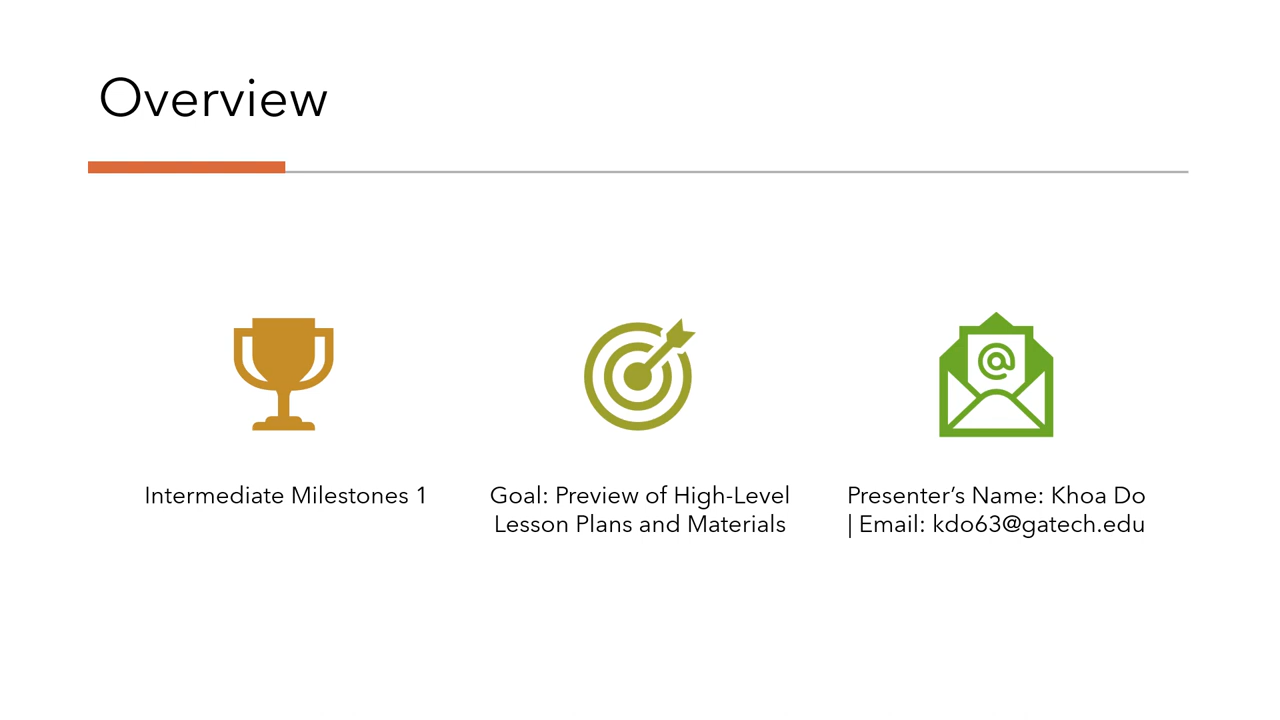 Overview
Intermediate Milestones 1
Goal: Preview of High-Level
Lesson Plans and Materials
Presenter’s Name: Khoa Do
| Email: kdo63@gatech.edu